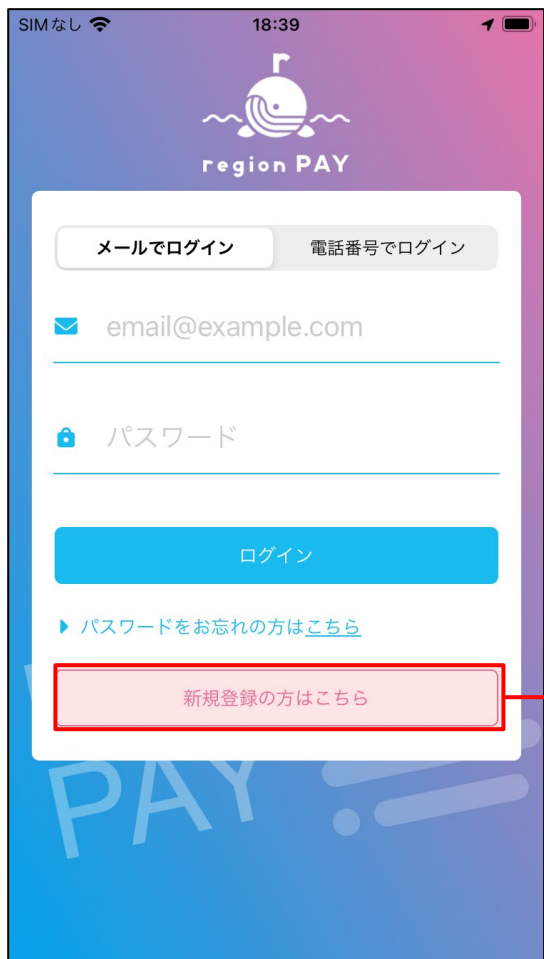 SIMなし 18:39
r
region PAY
メールでログイン 電話番号でログイン
email@example.com
パスワード
ログイン
パスワードをお忘れの方はこちら
新規登録の方はこちら
PAY